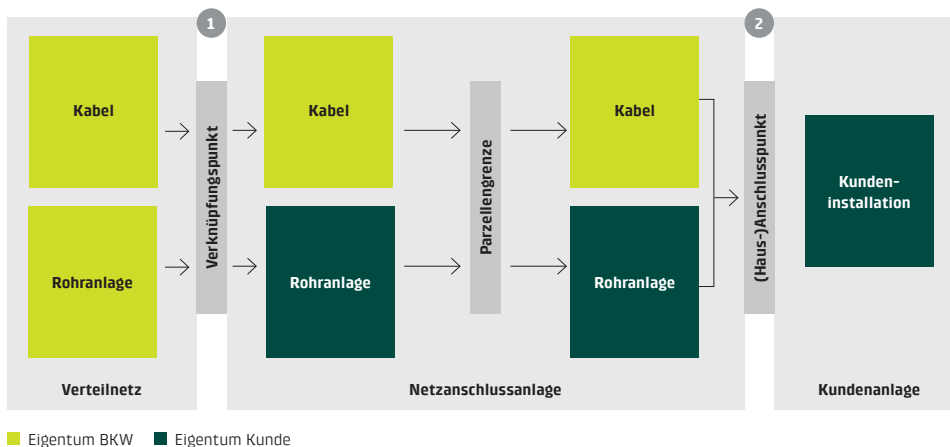 1
2
Kabel
Kabel
Kabel
Verknüpfungspunkt
Parzellengrenze
(Haus-)Anschlusspunkt
Kunden-
installation
Rohranlage
Rohranlage
Rohranlage
Verteilnetz
Netzanschlussanlage
Kundenanlage
Eigentum BKW
Eigentum Kunde